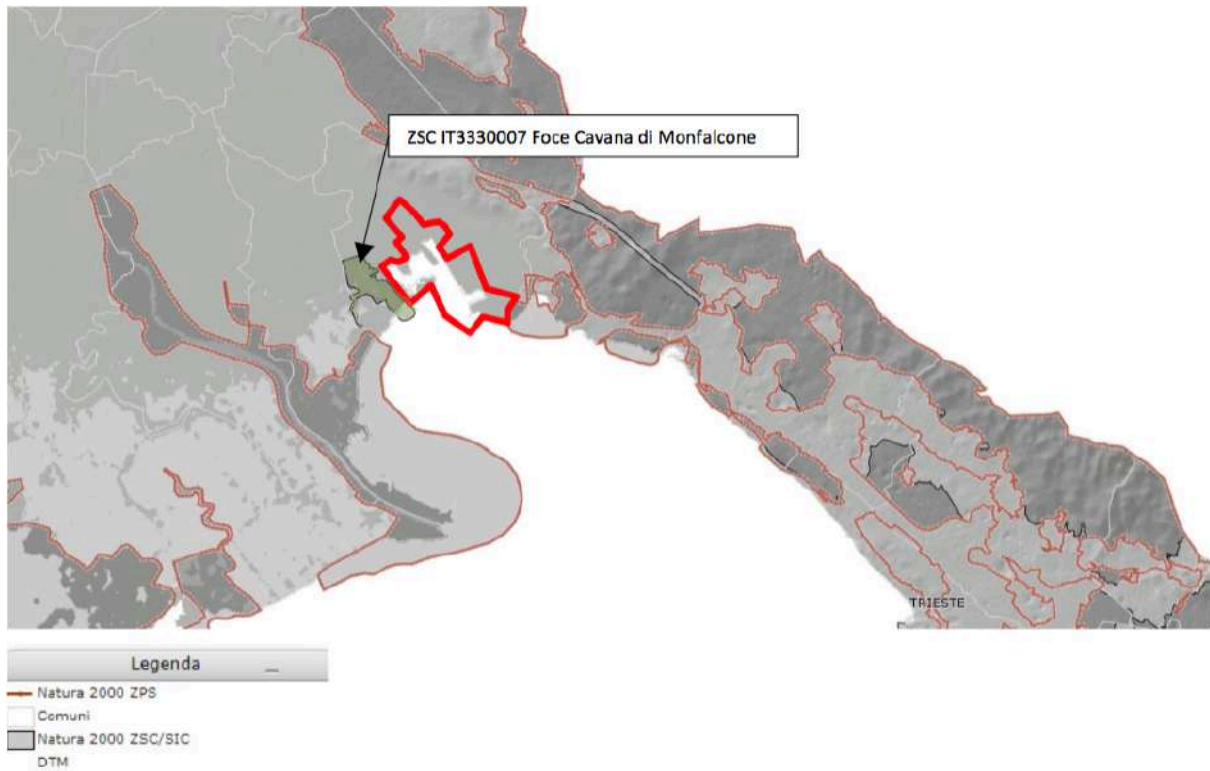 ZSC IT3330007 Foce Cavana di Monfalcone
TRIESTE
Legenda
Natura 2000 ZPS
Comuni
Natura 2000 ZSC/SIC
DTM